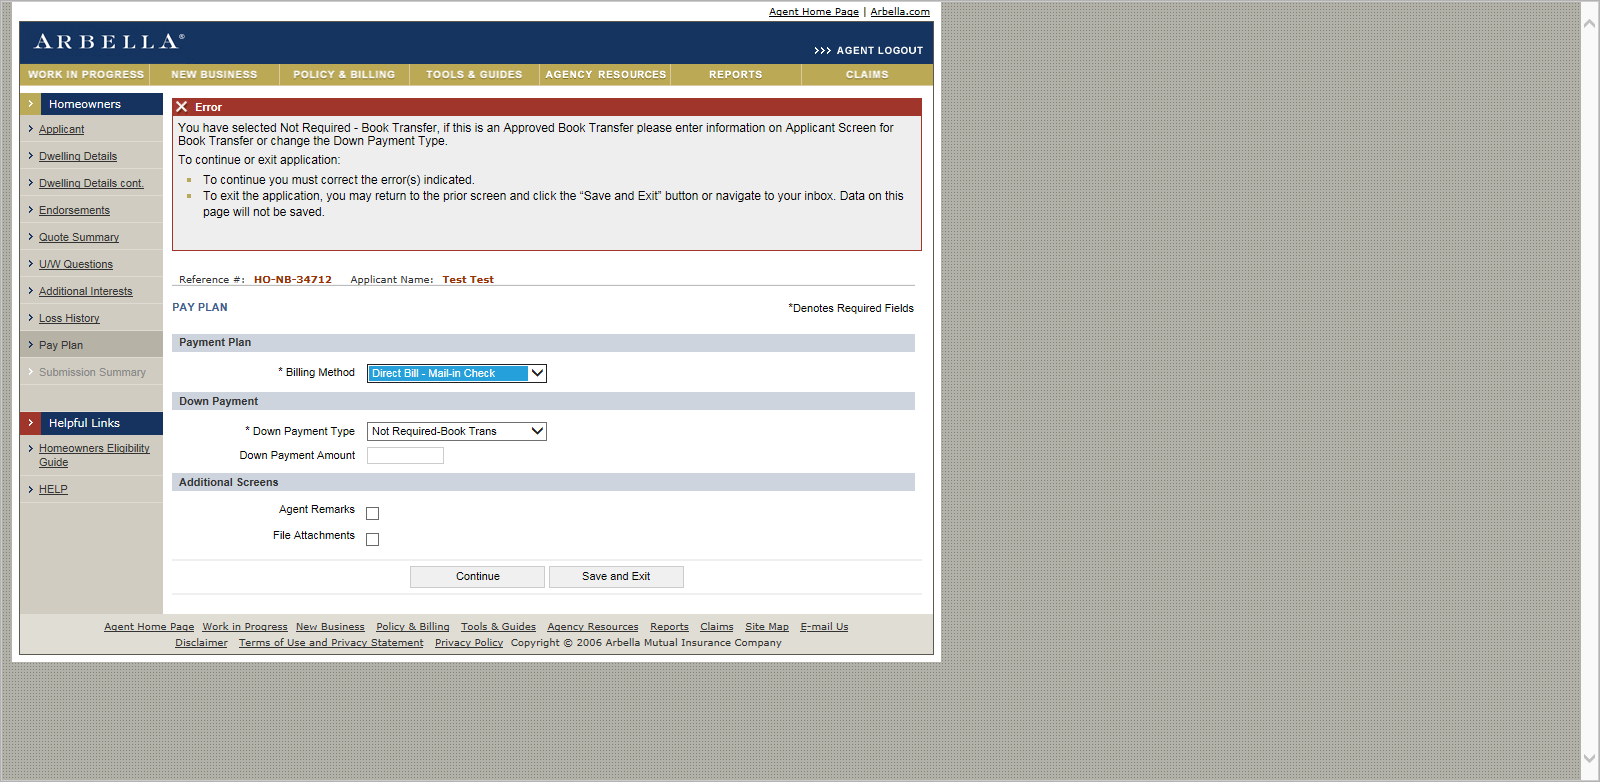 Agent Home Page | Arbella.com
ARBELLA®
>>> AGENT LOGOUT
WORK IN PROGRESS NEW BUSINESS POLICY & BILLING TOOLS & GUIDES AGENCY RESOURCES REPORTS CLAIMS
Homeowners
Applicant
Dwelling Details
Dwelling Details cont.
Endorsements
Quote Summary
U/W Questions
Additional Interests
Loss History
Pay Plan
Submission Summary
Helpful Links
Homeowners Eligibility
Guide
HELP
Error
You have selected Not Required - Book Transfer, if this is an Approved Book Transfer please enter information on Applicant Screen for
Book Transfer or change the Down Payment Type.
To continue or exit application:
To continue you must correct the error(s) indicated.
To exit the application, you may return to the prior screen and click the “Save and Exit” button or navigate to your inbox. Data on this
page will not be saved.
Reference #: HO-NB-34712 Applicant Name: Test Test
PAY PLAN *Denotes Required Fields
Payment Plan
* Billing Method Direct Bill - Mail-in Check
Down Payment
* Down Payment Type Not Required-Book Trans
Down Payment Amount
Additional Screens
Agent Remarks
File Attachments
Continue Save and Exit
Agent Home Page Work in Progress New Business Policy & Billing Tools & Guides Agency Resources Reports Claims Site Map E-mail Us
Disclaimer Terms of Use and Privacy Statement Privacy Policy Copyright © 2006 Arbella Mutual Insurance Company